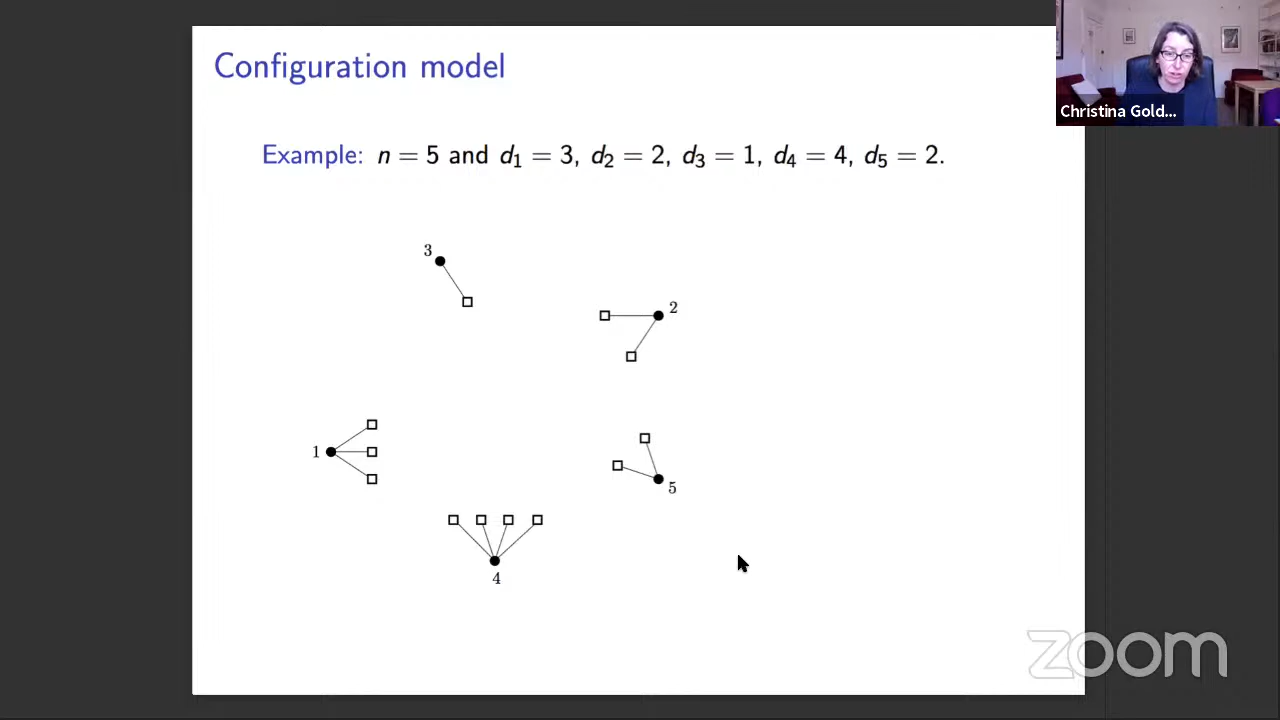 Configuration model
Christina Gold...
Example: n = 5 and d₁ = 3, d₂ = 2, d₃ = 1, d₄ = 4, d₅ = 2.
3
2
1
5
4
zoom